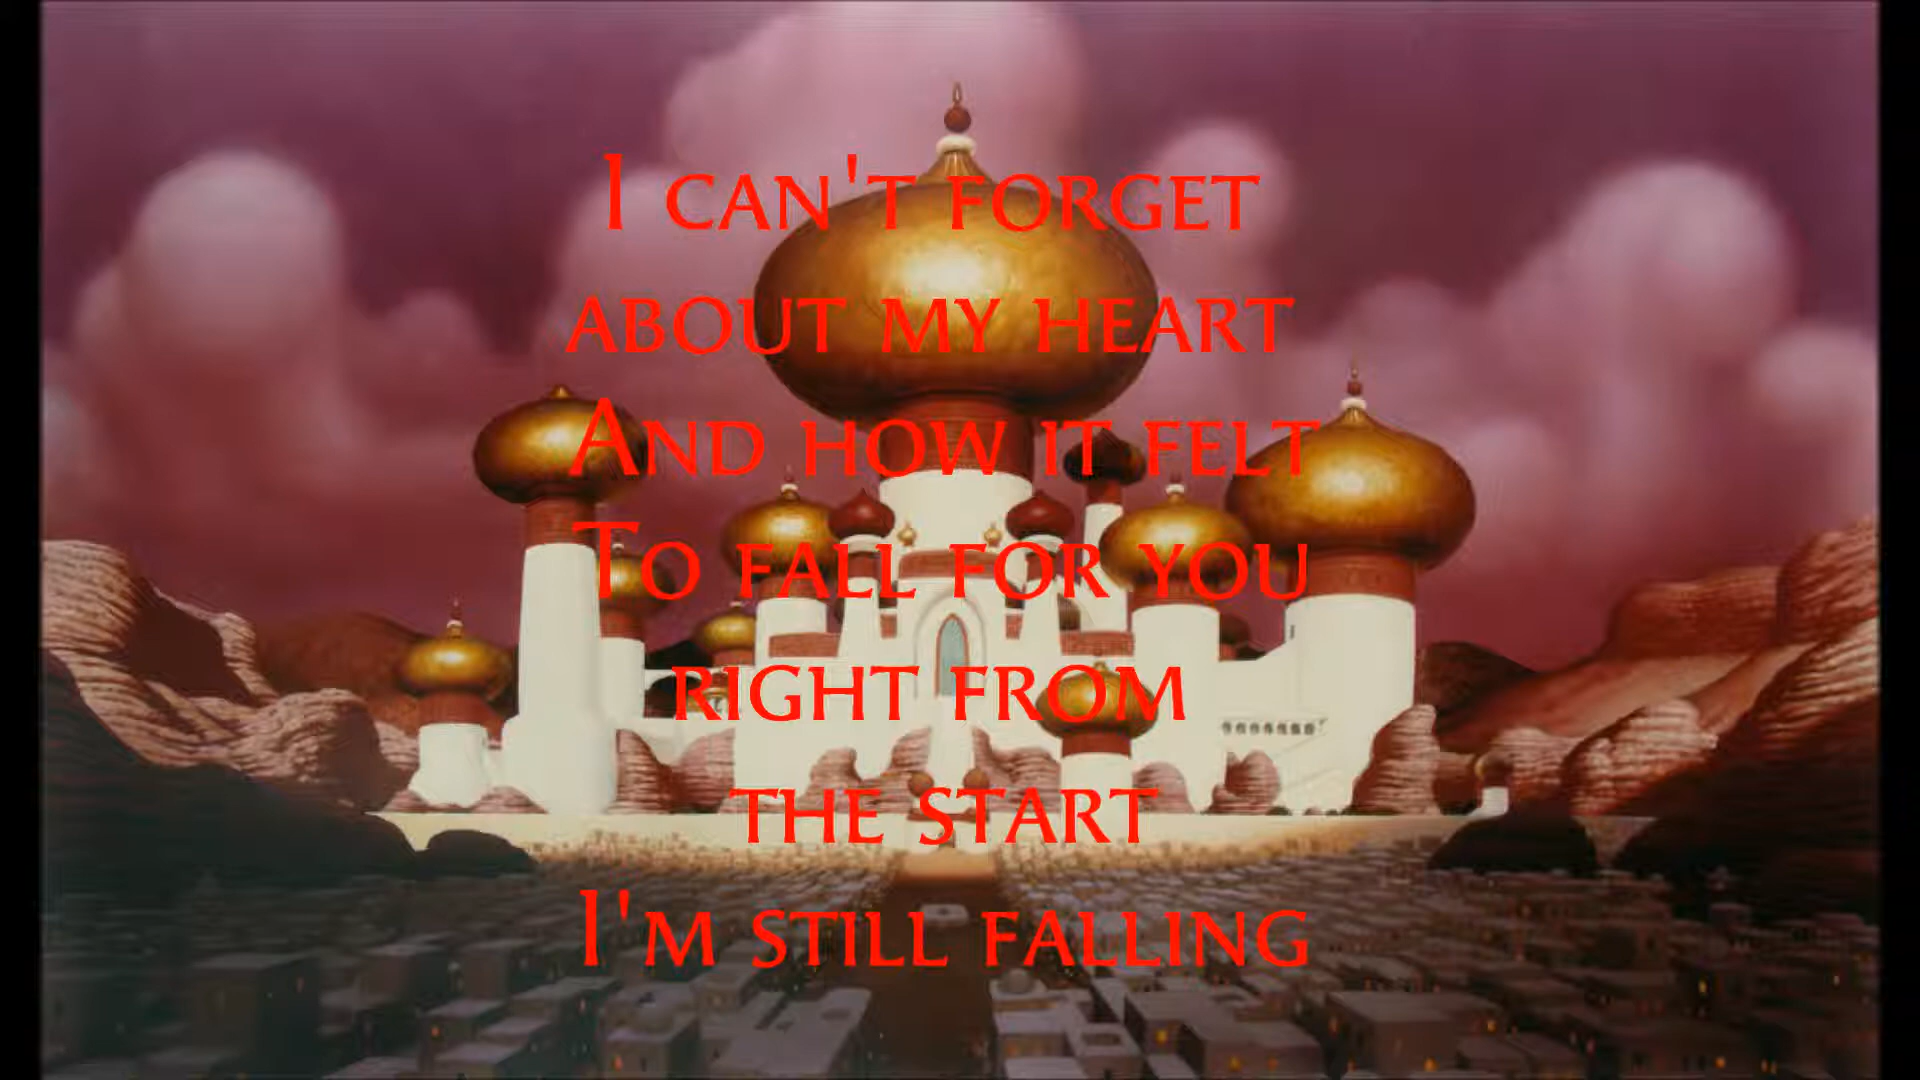 I can't forget
about my heart
And how it felt
To fall for you
right from
the start
I'm still falling